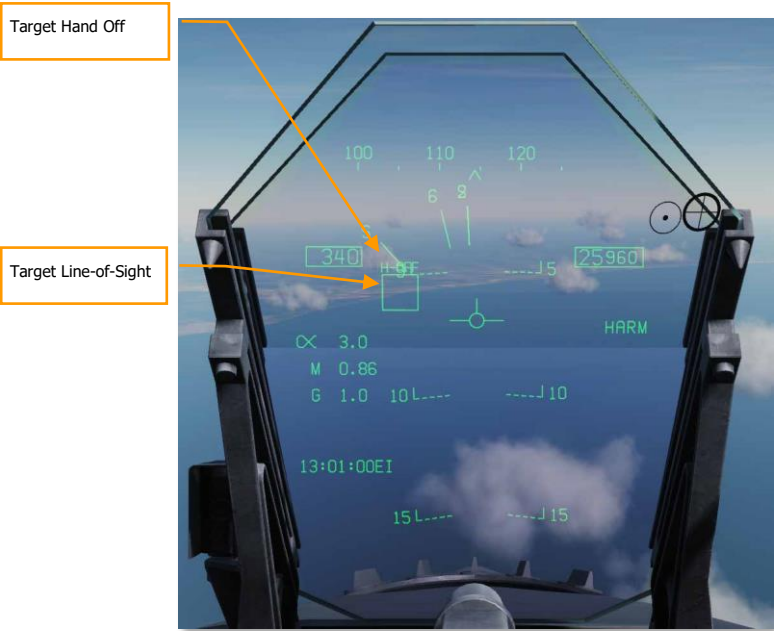 Target Hand Off
100 110 120
6 8
S
340
25960
5
Target Line-of-Sight
HARM
α 3.0
M 0.86
G 1.0
10 10
13:01:00EI
15 15